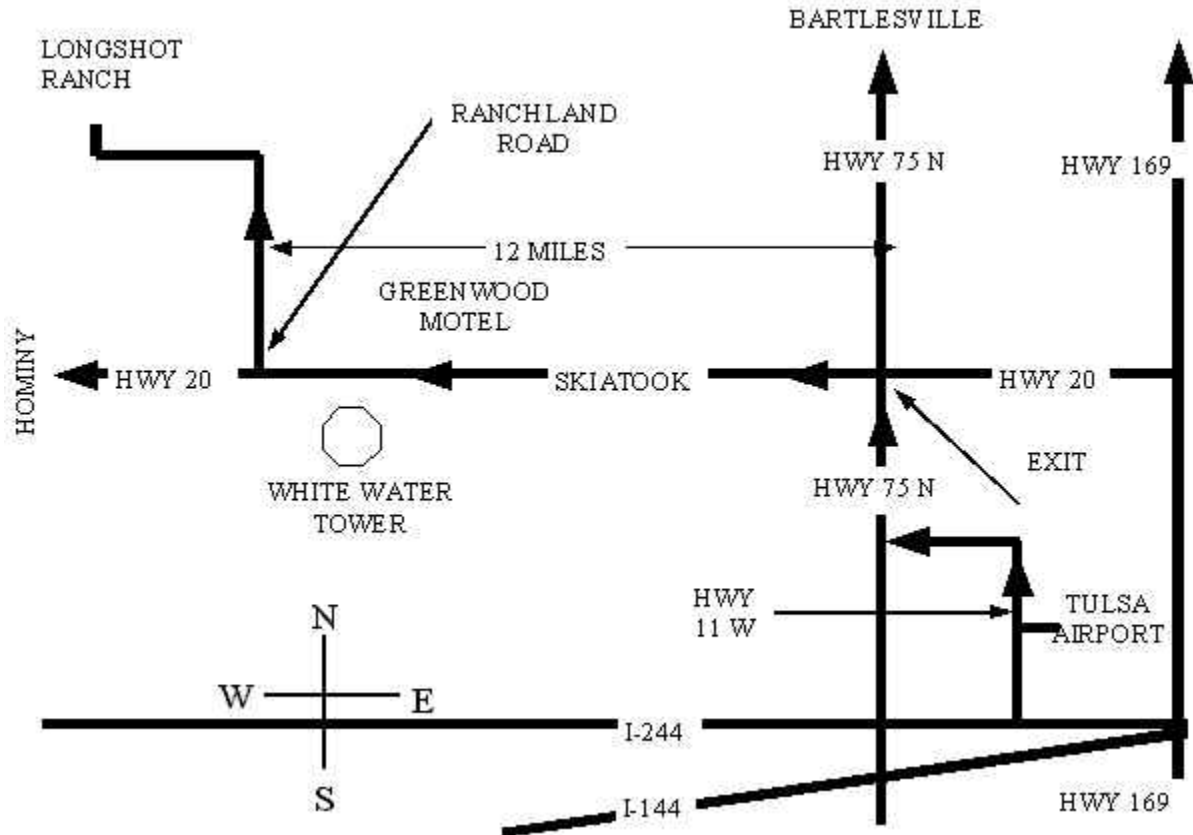 BARTLESVILLE
LONGSHOT
RANCH
RANCHLAND
ROAD
HWY 75 N
HWY 169
12 MILES
GREENWOOD
MOTEL
HOMINY
HWY 20
SKIATOOK
HWY 20
EXIT
WHITE WATER
TOWER
HWY 75 N
HWY
11 W
TULSA
AIRPORT
N
W
E
S
I-244
I-144
HWY 169